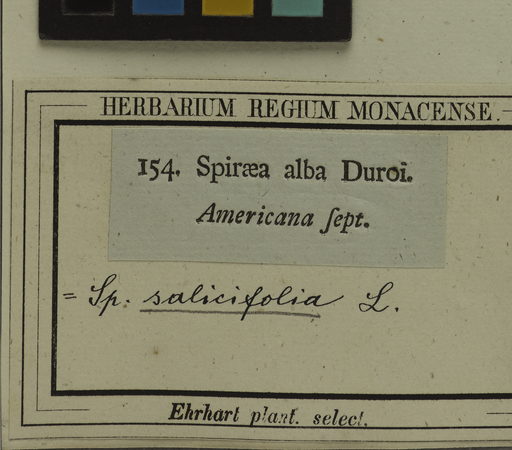 HERBARIUM REGIUM MONACENSE.
154. Spiræa alba Duroi.
Americana ſept.
= Sp. salicifolia L.
Ehrhart plant. select.